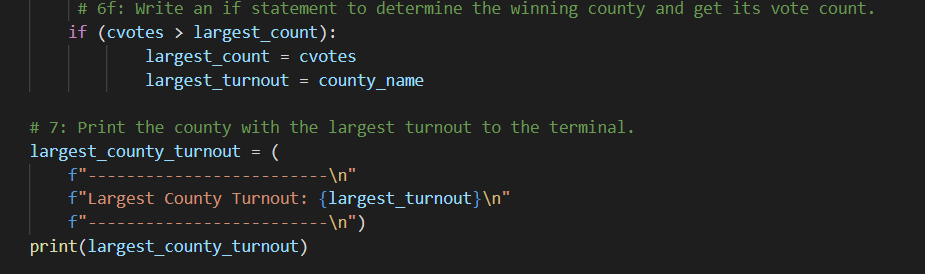 # 6f: Write an if statement to determine the winning county and get its vote count.
if (cvotes > largest_count):
largest_count = cvotes
largest_turnout = county_name
# 7: Print the county with the largest turnout to the terminal.
largest_county_turnout = (
f"-------------------------\n"
f"Largest County Turnout: {largest_turnout}\n"
f"-------------------------\n")
print(largest_county_turnout)